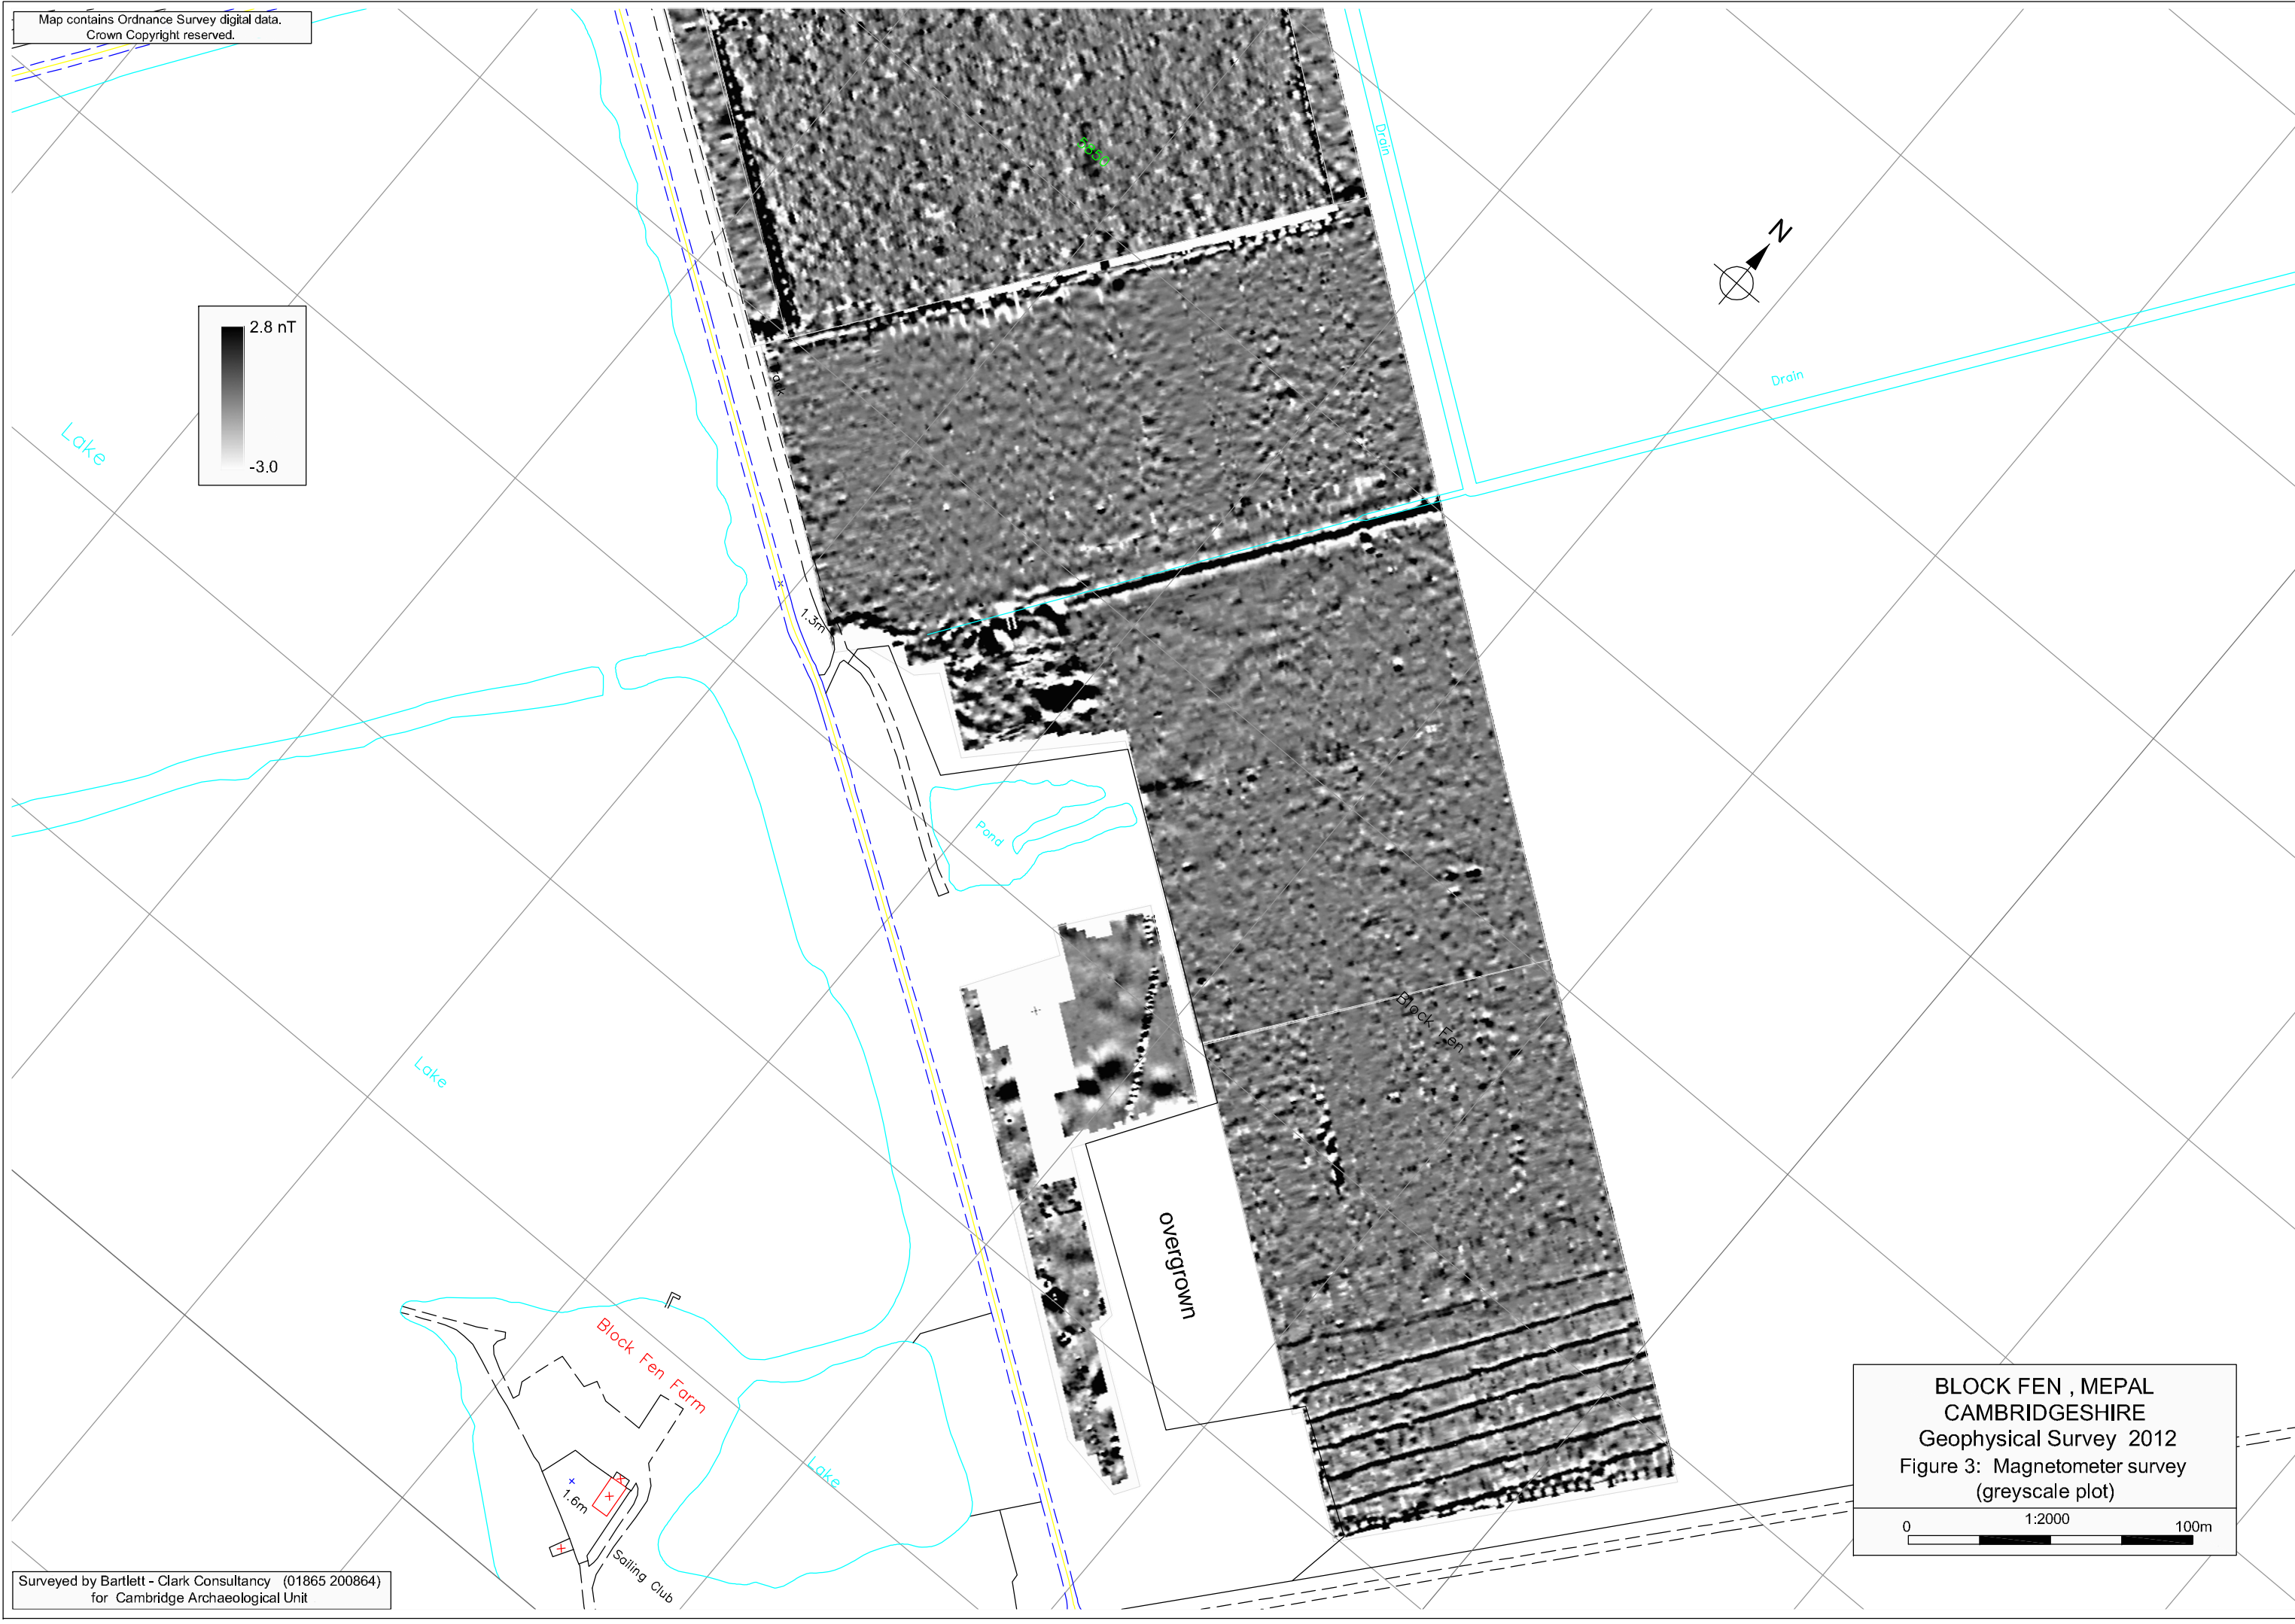 Map contains Ordnance Survey digital data.
Crown Copyright reserved.
Drain
5850
N
2.8 nT
-3.0
Drain
Lake
1.3m
Pond
Block Fen
Lake
overgrown
Block Fen Farm
Lake
1.6m
Sailing Club
BLOCK FEN , MEPAL
CAMBRIDGESHIRE
Geophysical Survey 2012
Figure 3: Magnetometer survey
(greyscale plot)
1:2000
0 100m
Surveyed by Bartlett - Clark Consultancy (01865 200864)
for Cambridge Archaeological Unit